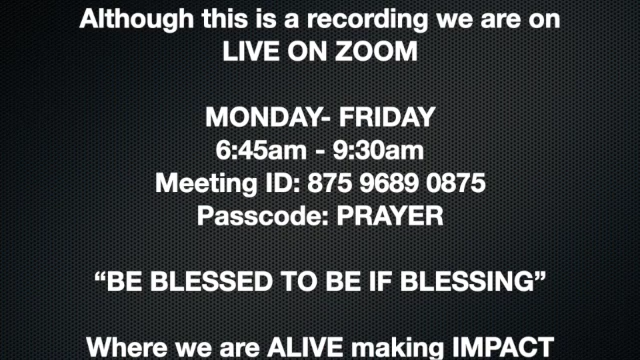 Although this is a recording we are on
LIVE ON ZOOM
MONDAY- FRIDAY
6:45am - 9:30am
Meeting ID: 875 9689 0875
Passcode: PRAYER
“BE BLESSED TO BE IF BLESSING”
Where we are ALIVE making IMPACT